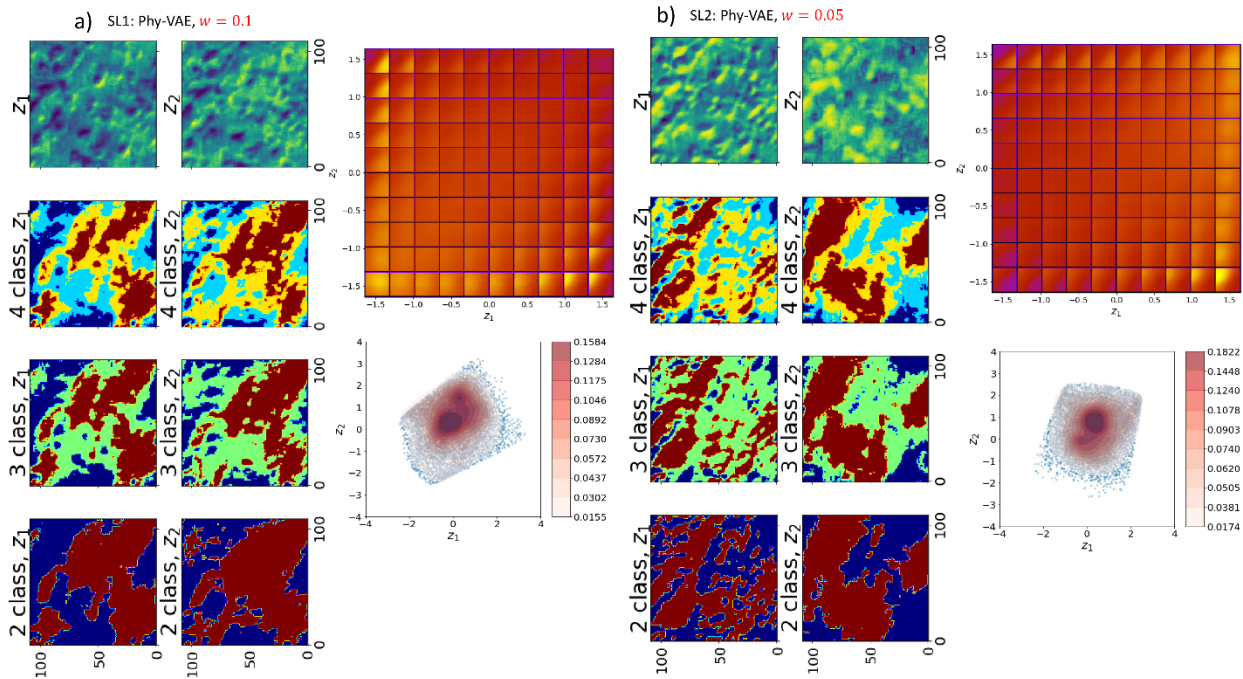 a) SL1: Phy-VAE, w = 0.1
z₁
z₂
100
0
4 class, z₁
4 class, z₂
100
0
3 class, z₁
3 class, z₂
100
0
2 class, z₁
2 class, z₂
100
0
100 50 0
1.5
1.0
0.5
0.0
−0.5
−1.0
−1.5
z₂
−1.5 −1.0 −0.5 0.0 0.5 1.0 1.5
z₁
4
3
2
1
0
−1
−2
−3
−4
z₂
−4 −2 0 2 4
z₁
0.1584
0.1284
0.1175
0.1046
0.0892
0.0730
0.0572
0.0437
0.0302
0.0155
b) SL2: Phy-VAE, w = 0.05
z₁
z₂
100
0
4 class, z₁
4 class, z₂
100
0
3 class, z₁
3 class, z₂
100
0
2 class, z₁
2 class, z₂
100
0
100 50 0
1.5
1.0
0.5
0.0
−0.5
−1.0
−1.5
z₂
−1.5 −1.0 −0.5 0.0 0.5 1.0 1.5
z₁
4
3
2
1
0
−1
−2
−3
−4
z₂
−4 −2 0 2 4
z₁
0.1822
0.1448
0.1278
0.1078
0.0903
0.0740
0.0620
0.0505
0.0381
0.0174